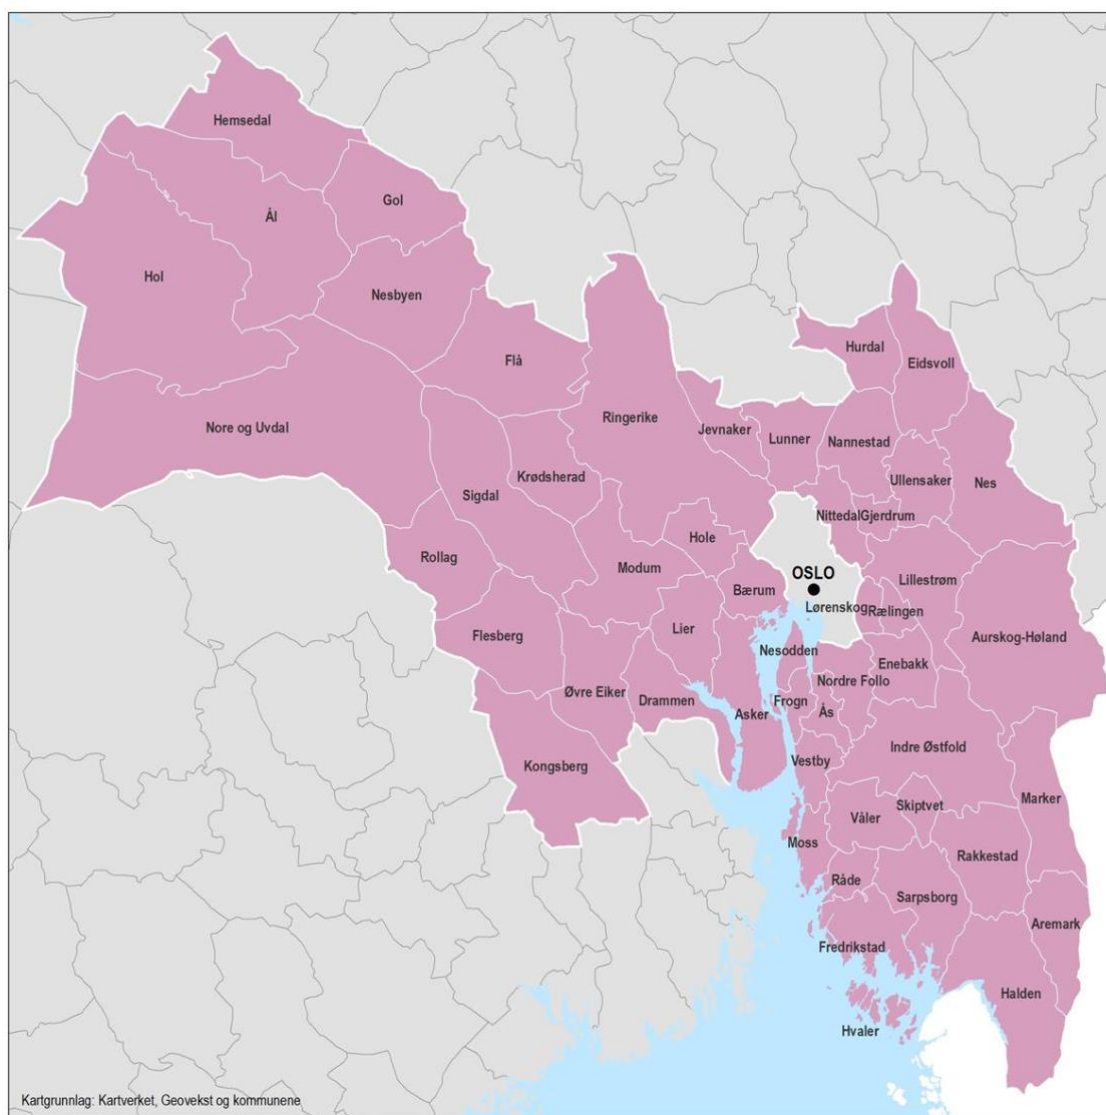 Hemsedal
Gol
Ål
Hol
Nesbyen
Hurdal
Flå
Eidsvoll
Ringerike
Nore og Uvdal
Jevnaker
Lunner
Nannestad
Krødsherad
Ullensaker
Nes
Sigdal
Nittedal
Gjerdrum
Hole
Rollag
Modum
OSLO
Lillestrøm
Bærum
Lørenskog
Rælingen
Lier
Flesberg
Aurskog-Høland
Nesodden
Enebakk
Nordre Follo
Øvre Eiker
Drammen
Frogn
Asker
Ås
Indre Østfold
Vestby
Kongsberg
Marker
Skiptvet
Våler
Moss
Rakkestad
Råde
Sarpsborg
Aremark
Fredrikstad
Halden
Hvaler
Kartgrunnlag: Kartverket, Geovekst og kommunene